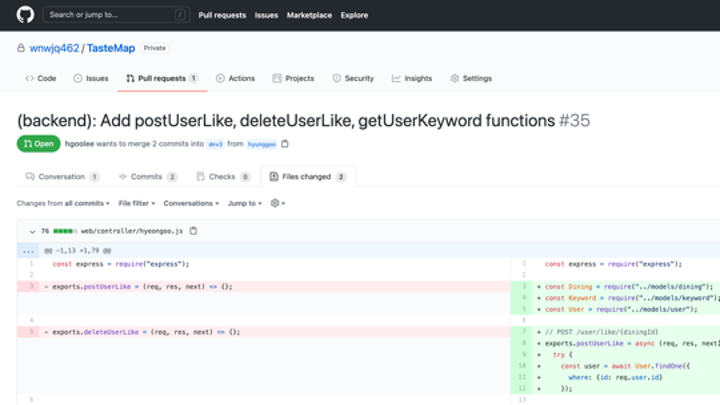 Search or jump to... /
Pull requests Issues Marketplace Explore
wnwjq462 / TasteMap Private
Code Issues Pull requests 1 Actions Projects Security Insights Settings
(backend): Add postUserLike, deleteUserLike, getUserKeyword functions #35
Open hgoolee wants to merge 2 commits into dev3 from hyunggoo
Conversation 1 Commits 2 Checks 0 Files changed 2
Changes from all commits File filter Conversations Jump to
76 web/controller/hyeongoo.js
... @@ -1,13 +1,79 @@
1 const express = require("express");
2
3 - exports.postUserLike = (req, res, next) => {};
4
5 - exports.deleteUserLike = (req, res, next) => {};
6
1 const express = require("express");
2
3 + const Dining = require("../models/dining");
4 + const Keyword = require("../models/keyword");
5 + const User = require("../models/user");
6
7 + // POST /user/like/{diningId}
8 + exports.postUserLike = async (req, res, next)
9 + try {
10 + const user = await User.findOne({
11 + where: {id: req.user.id}
12 + });
13